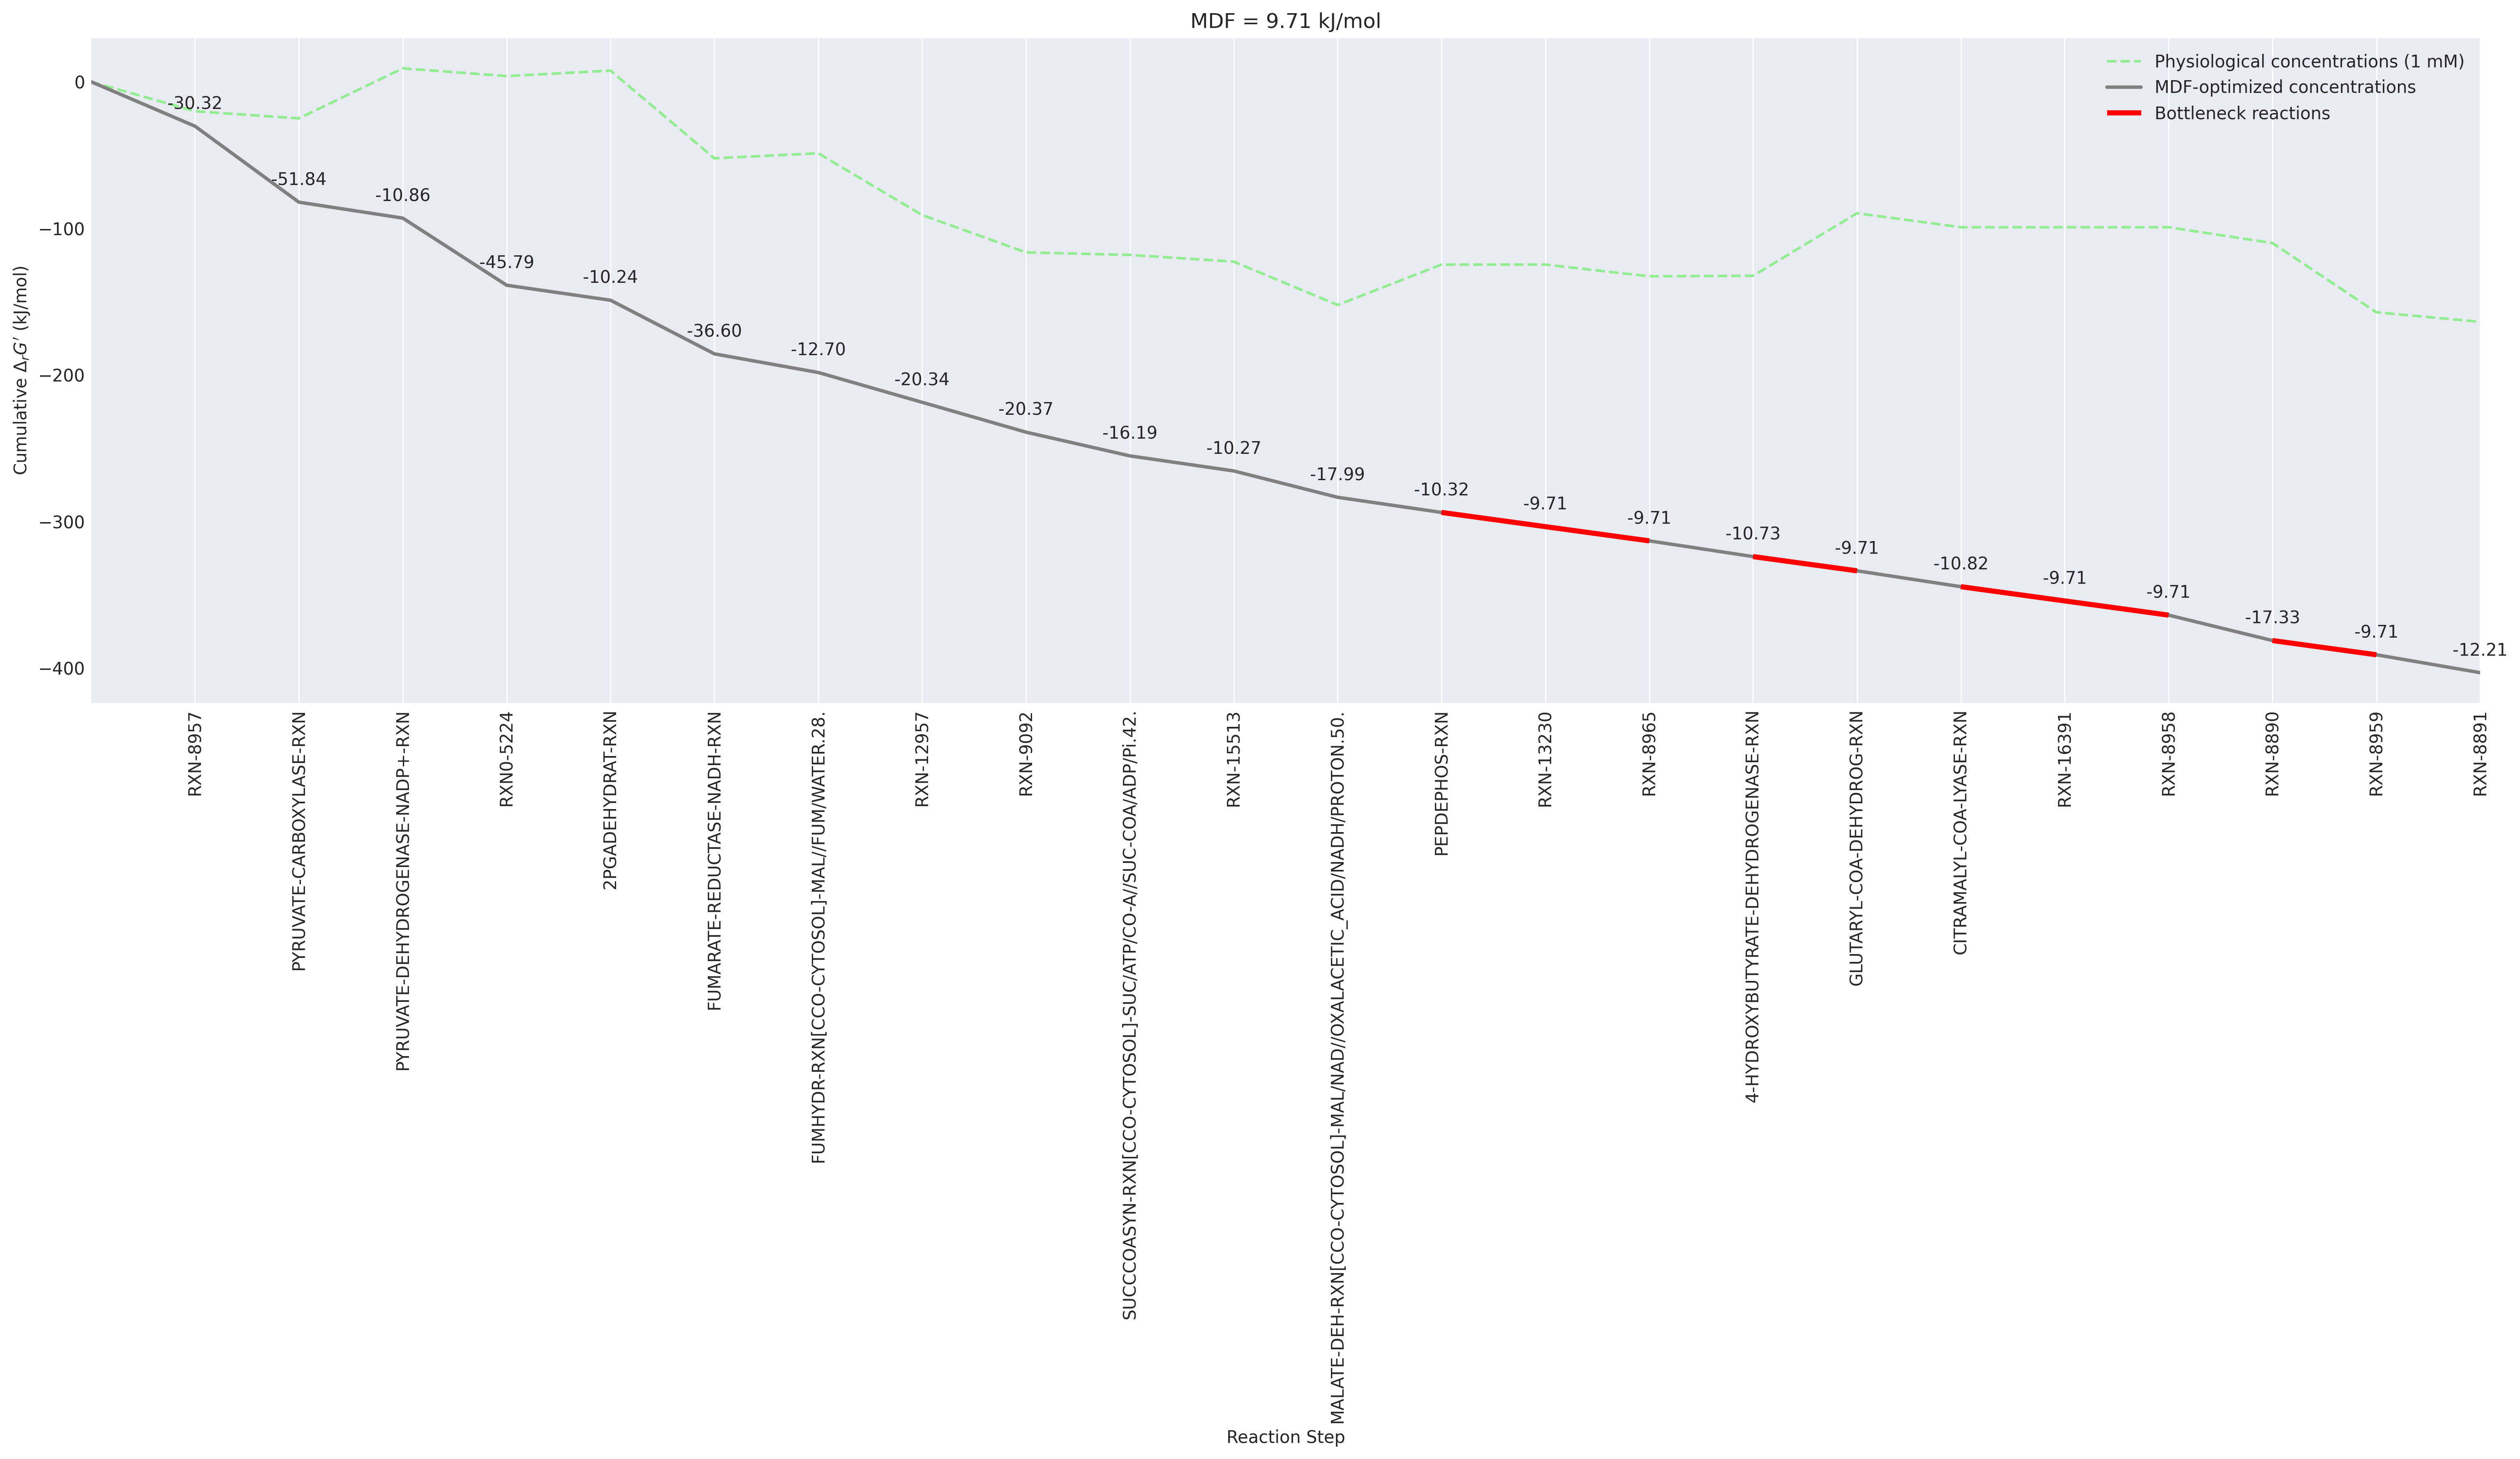 MDF = 9.71 kJ/mol
Physiological concentrations (1 mM)
MDF-optimized concentrations
Bottleneck reactions
Cumulative ΔrG′ (kJ/mol)
0
−100
−200
−300
−400
-30.32
-51.84
-10.86
-45.79
-10.24
-36.60
-12.70
-20.34
-20.37
-16.19
-10.27
-17.99
-10.32
-9.71
-9.71
-10.73
-9.71
-10.82
-9.71
-9.71
-17.33
-9.71
-12.21
RXN-8957
PYRUVATE-CARBOXYLASE-RXN
PYRUVATE-DEHYDROGENASE-NADP+-RXN
RXN0-5224
2PGADEHYDRAT-RXN
FUMARATE-REDUCTASE-NADH-RXN
FUMHYDR-RXN[CCO-CYTOSOL]-MAL//FUM/WATER.28.
RXN-12957
RXN-9092
SUCCCOASYN-RXN[CCO-CYTOSOL]-SUC/ATP/CO-A//SUC-COA/ADP/Pi.42.
RXN-15513
MALATE-DEH-RXN[CCO-CYTOSOL]-MAL/NAD//OXALACETIC_ACID/NADH/PROTON.50.
PEPDEPHOS-RXN
RXN-13230
RXN-8965
4-HYDROXYBUTYRATE-DEHYDROGENASE-RXN
GLUTARYL-COA-DEHYDROG-RXN
CITRAMALYL-COA-LYASE-RXN
RXN-16391
RXN-8958
RXN-8890
RXN-8959
RXN-8891
Reaction Step